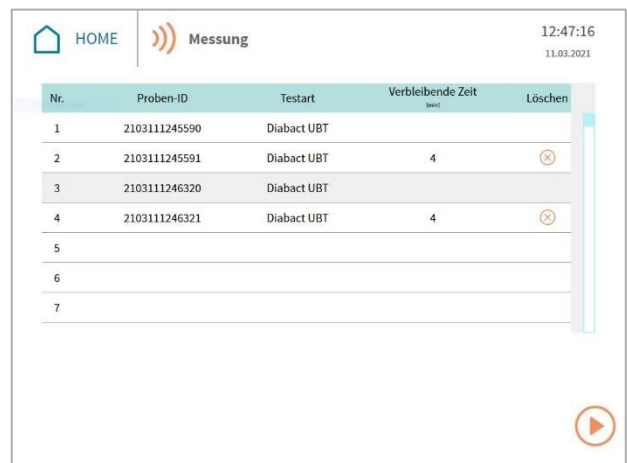 HOME Messung 12:47:16
11.03.2021
Nr. Proben-ID Testart Verbleibende Zeit Löschen
[min]
1 2103111245590 Diabact UBT
2 2103111245591 Diabact UBT 4
3 2103111246320 Diabact UBT
4 2103111246321 Diabact UBT 4
5
6
7